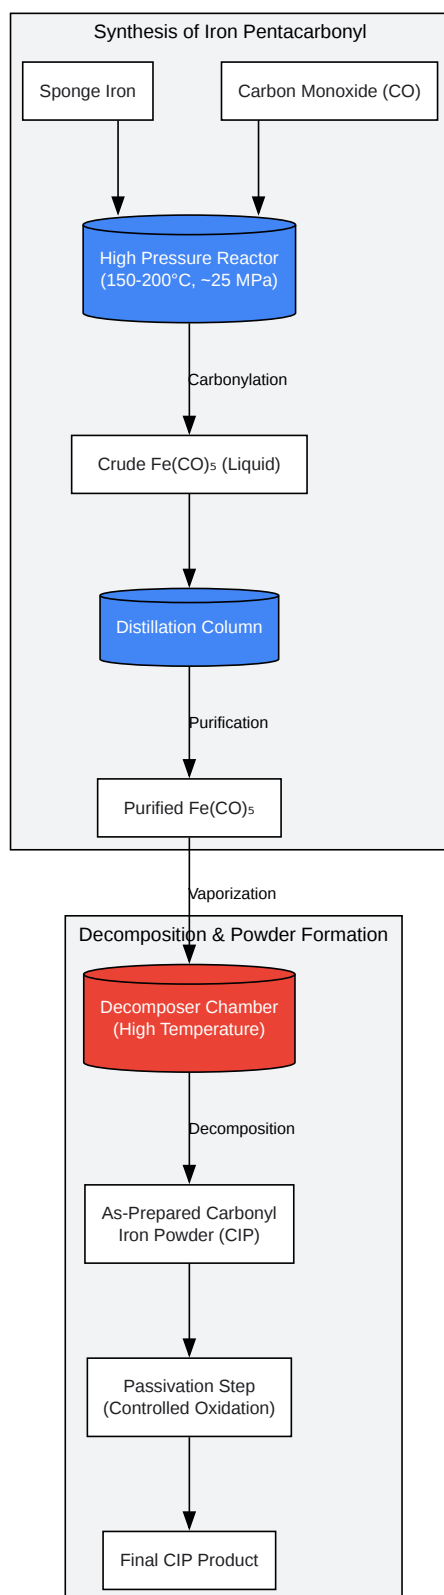 Synthesis of Iron Pentacarbonyl
Sponge Iron
Carbon Monoxide (CO)
High Pressure Reactor
(150-200°C, ~25 MPa)
Carbonylation
Crude Fe(CO)₅ (Liquid)
Distillation Column
Purification
Purified Fe(CO)₅
Vaporization
Decomposition & Powder Formation
Decomposer Chamber
(High Temperature)
Decomposition
As-Prepared Carbonyl
Iron Powder (CIP)
Passivation Step
(Controlled Oxidation)
Final CIP Product